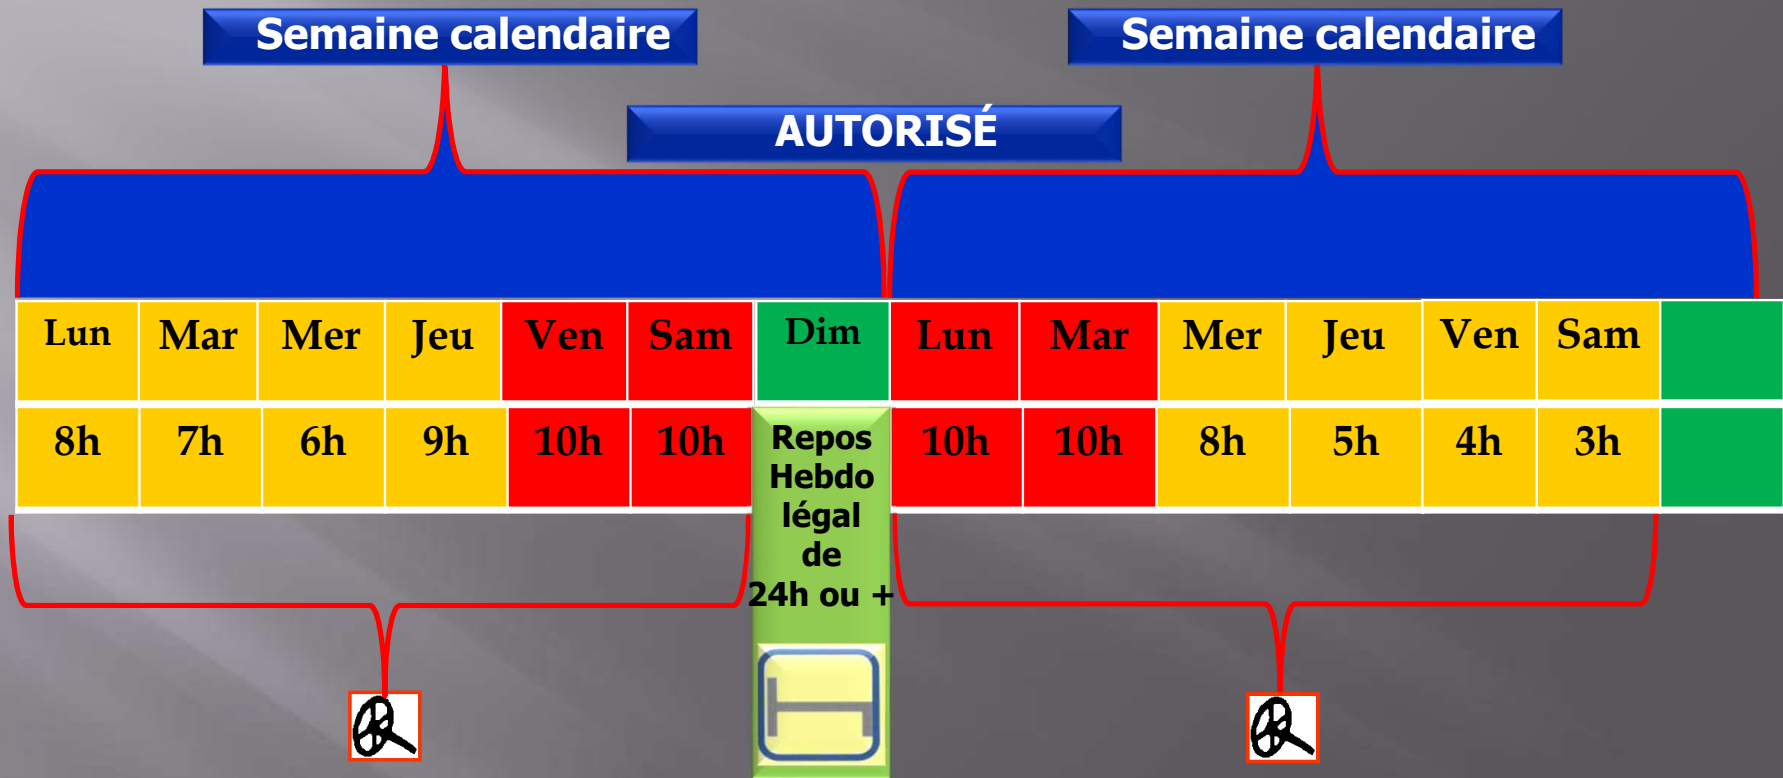 Semaine calendaire
Semaine calendaire
AUTORISÉ
Lun Mar Mer Jeu Ven Sam Dim Lun Mar Mer Jeu Ven Sam
8h 7h 6h 9h 10h 10h 10h 10h 8h 5h 4h 3h
Repos
Hebdo
légal
de
24h ou +